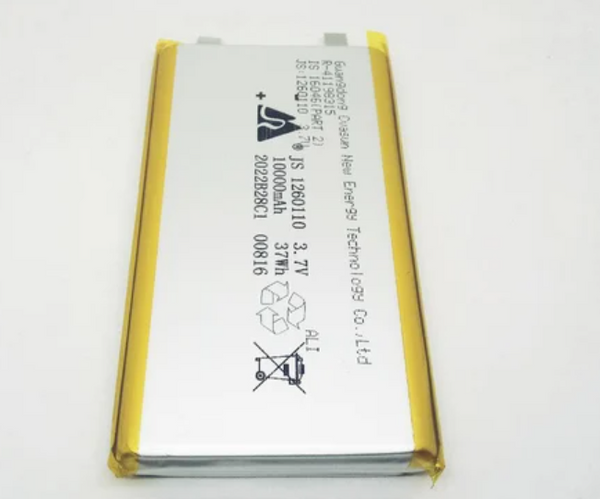 Guangdong Cvasun New Energy Technology Co.,Ltd
R-41198315
IS 16046(PART 2)
JS:1260110 3.7V
ALI
+
JS 1260110 3.7V
10000mAh 37Wh
2022B28C1 00816